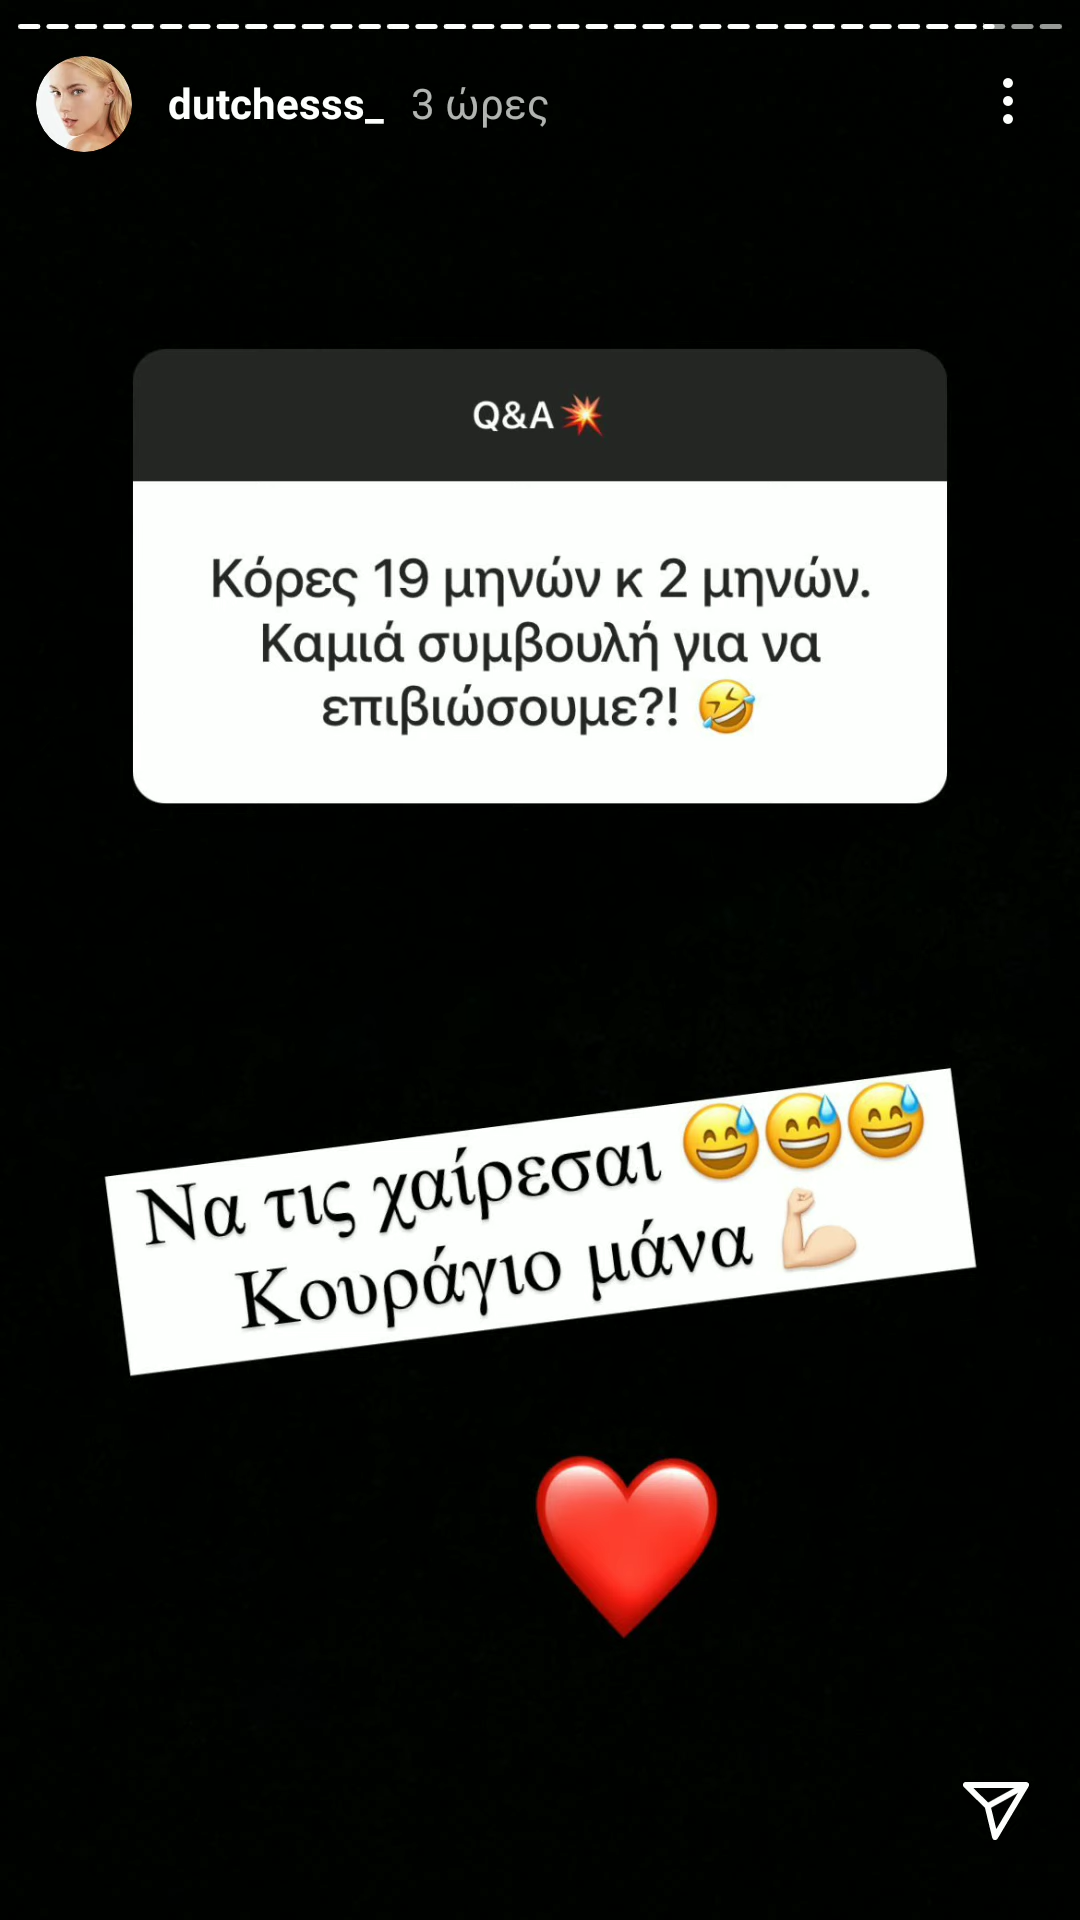 dutchesss_ 3 ώρες
Q&A💥
Κόρες 19 μηνών κ 2 μηνών.
Καμιά συμβουλή για να
επιβιώσουμε?! 🤣
Να τις χαίρεσαι 😅😅😅
Κουράγιο μάνα 💪🏻